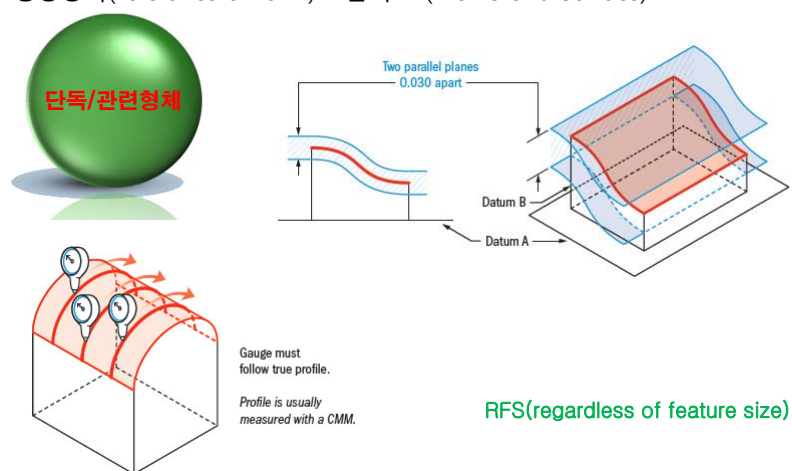 단독/관련형체
Two parallel planes
0.030 apart
Datum B
Datum A
Gauge must
follow true profile.
Profile is usually
measured with a CMM.
RFS(regardless of feature size)